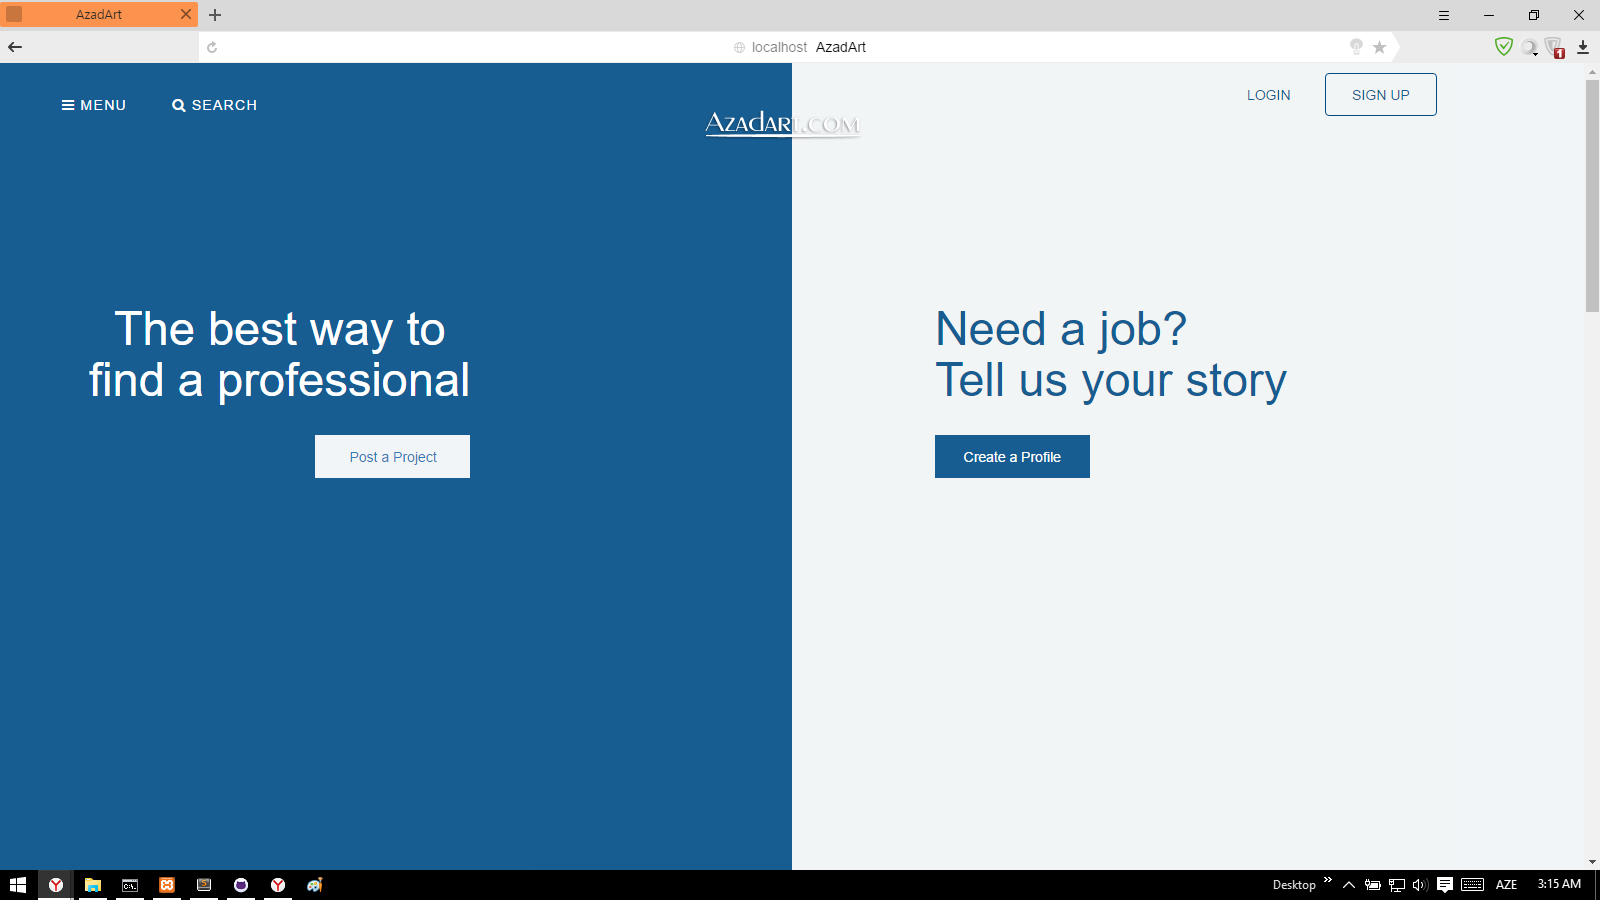 AzadArt
localhost AzadArt
MENU
SEARCH
AZADART.COM
LOGIN
SIGN UP
The best way to
find a professional
Post a Project
Need a job?
Tell us your story
Create a Profile
1
C:\.
Desktop
AZE
3:15 AM